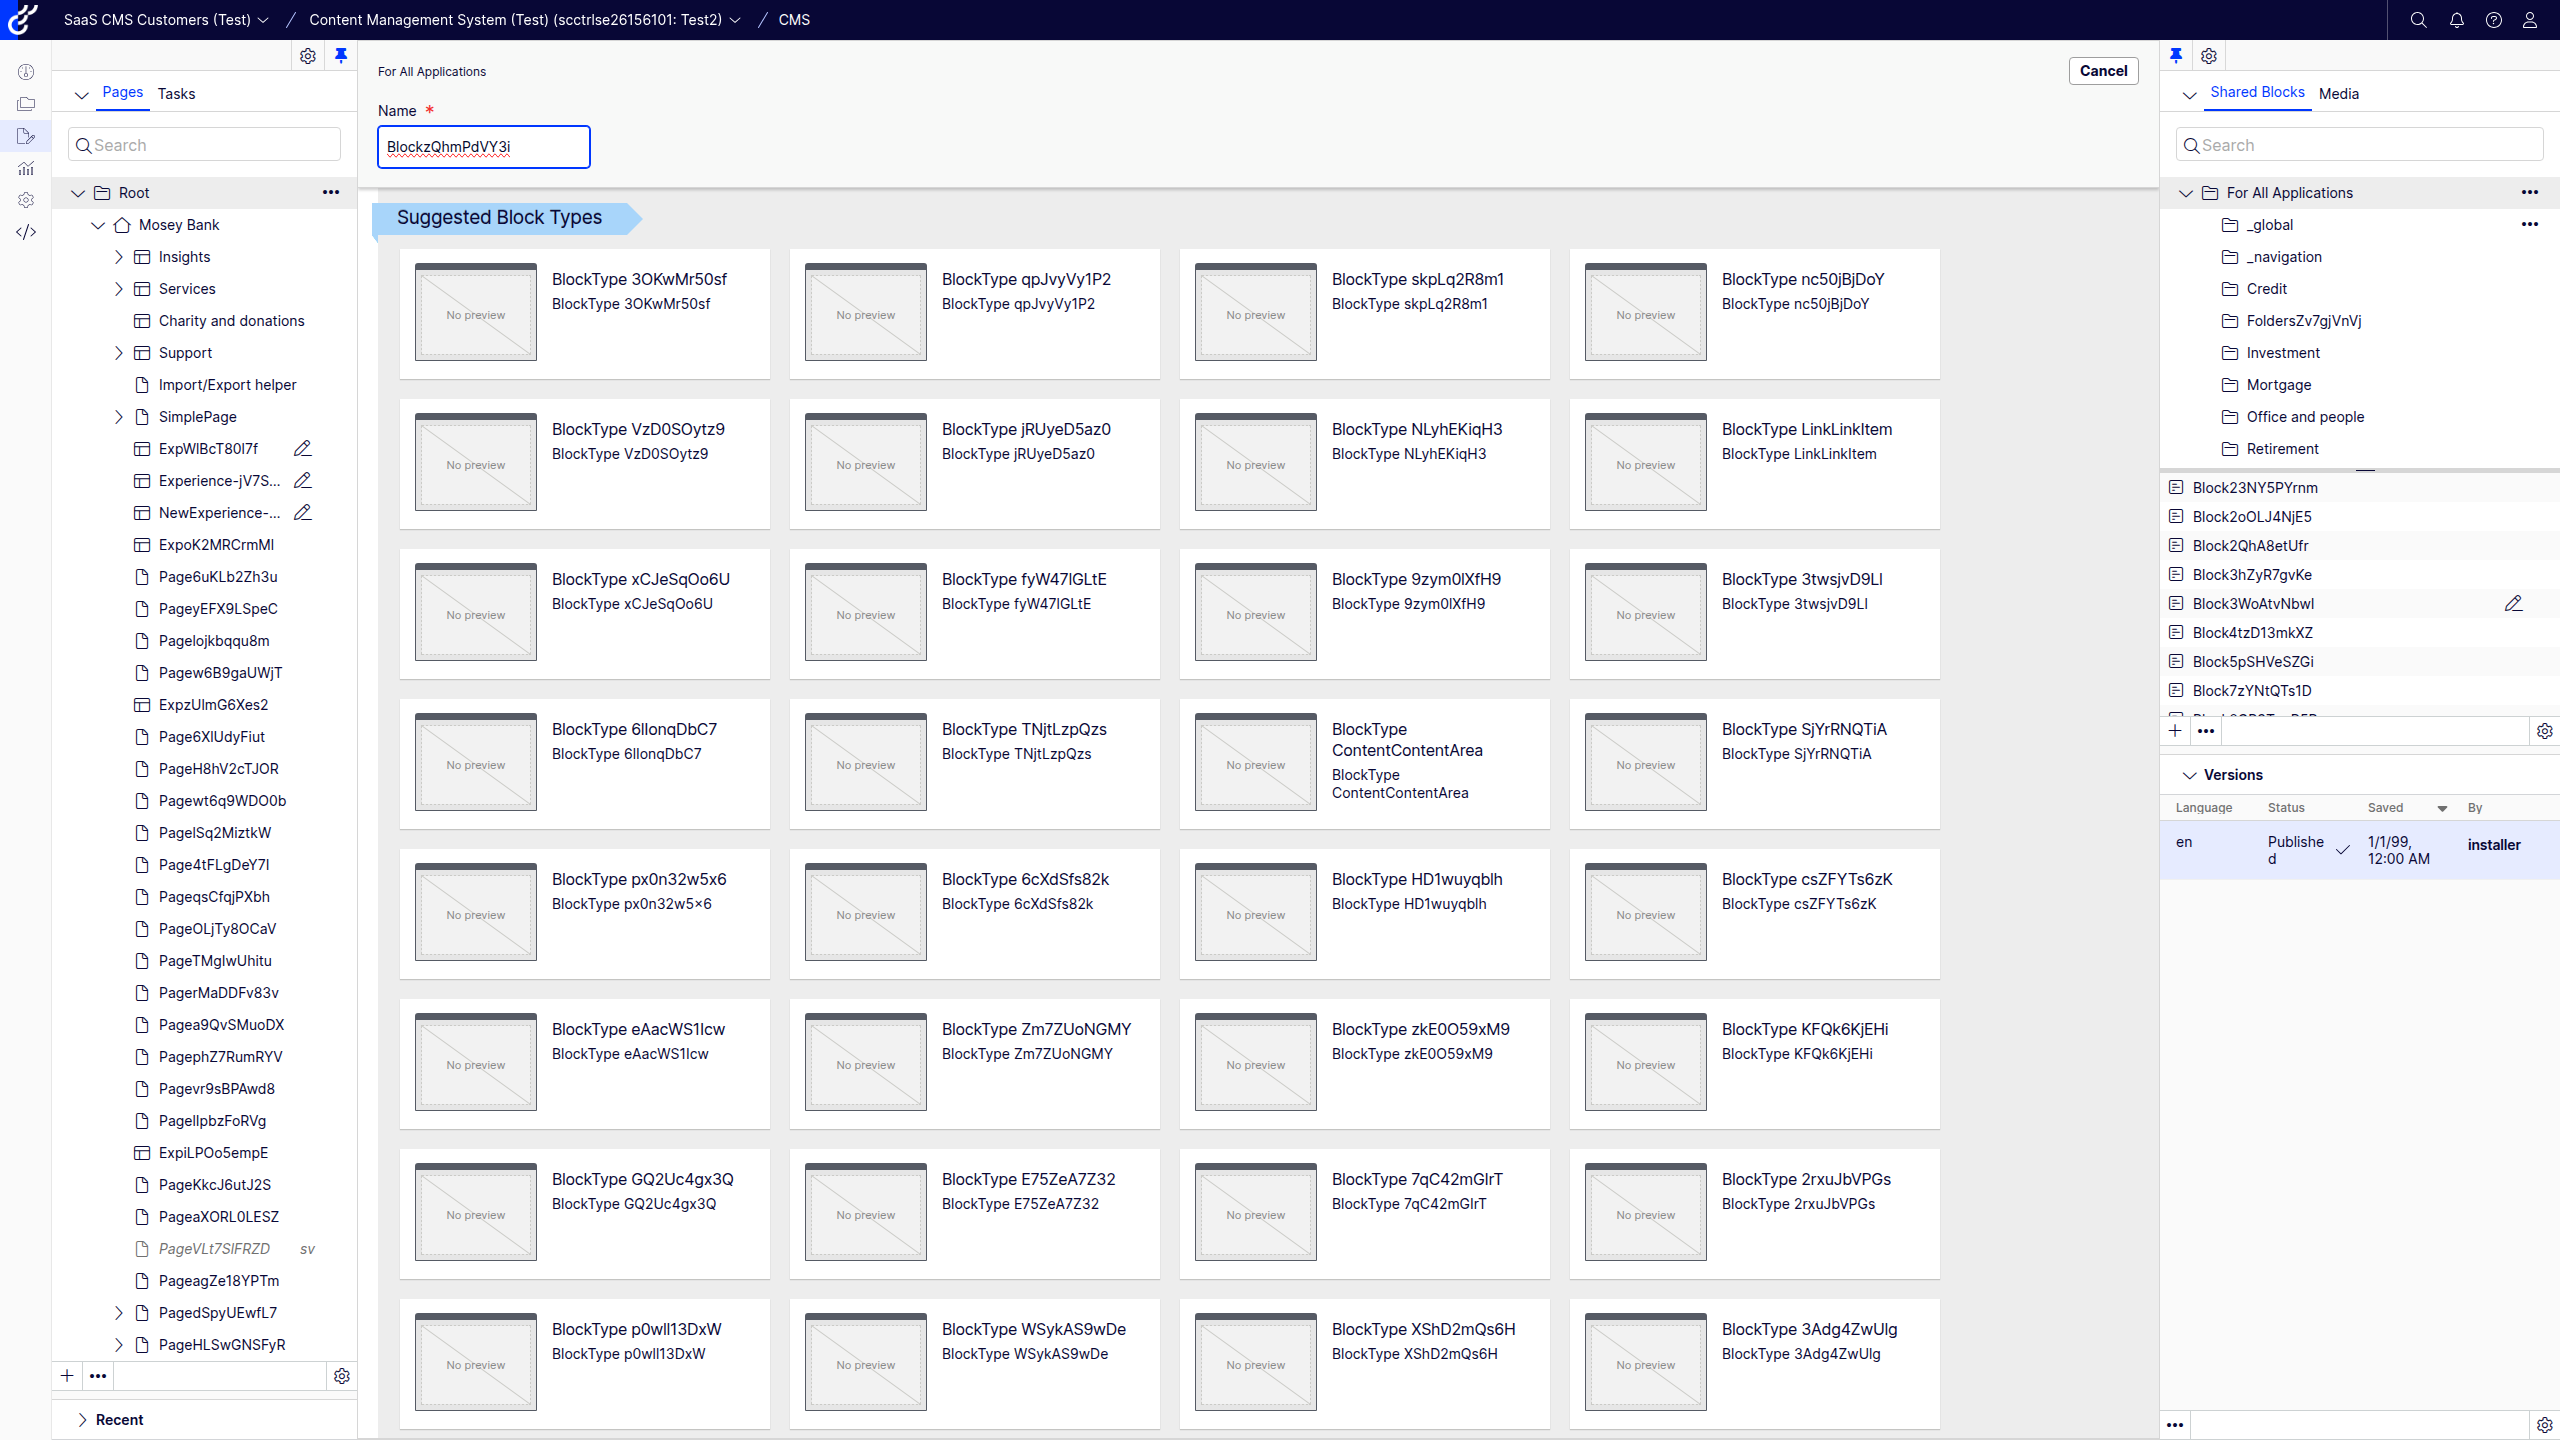 SaaS CMS Customers (Test)
Content Management System (Test) (scctrlse26156101: Test2)
CMS
Pages
Tasks
Search
Root
Mosey Bank
Insights
Services
Charity and donations
Support
Import/Export helper
SimplePage
ExpWIBcT80I7f
Experience-jV7S...
NewExperience-...
ExpoK2MRCrmMI
Page6uKLb2Zh3u
PageyEFX9LSpeC
Pagelojkbqqu8m
Pagew6B9gaUWjT
ExpzUlmG6Xes2
Page6XlUdyFiut
PageH8hV2cTJOR
Pagewt6q9WDO0b
PagelSq2MiztkW
Page4tFLgDeY7l
PageqsCfqjPXbh
PageOLjTy8OCaV
PageTMgIwUhitu
PagerMaDDFv83v
Pagea9QvSMuoDX
PagephZ7RumRYV
Pagevr9sBPAwd8
PagelIpbzFoRVg
ExpiLPOo5empE
PageKkcJ6utJ2S
PageaXORL0LESZ
PageVLt7SIFRZD sv
PageagZe18YPTm
PagedSpyUEwfL7
PageHLSwGNSFyR
Recent
For All Applications
Cancel
Name *
BlockzQhmPdVY3i
Suggested Block Types
No preview
BlockType 3OKwMr50sf
BlockType 3OKwMr50sf
No preview
BlockType qpJvyVy1P2
BlockType qpJvyVy1P2
No preview
BlockType skpLq2R8m1
BlockType skpLq2R8m1
No preview
BlockType nc50jBjDoY
BlockType nc50jBjDoY
No preview
BlockType VzD0SOytz9
BlockType VzD0SOytz9
No preview
BlockType jRUyeD5az0
BlockType jRUyeD5az0
No preview
BlockType NLyhEKiqH3
BlockType NLyhEKiqH3
No preview
BlockType LinkLinkItem
BlockType LinkLinkItem
No preview
BlockType xCJeSqOo6U
BlockType xCJeSqOo6U
No preview
BlockType fyW47lGLtE
BlockType fyW47lGLtE
No preview
BlockType 9zym0lXfH9
BlockType 9zym0lXfH9
No preview
BlockType 3twsjvD9LI
BlockType 3twsjvD9LI
No preview
BlockType 6lIonqDbC7
BlockType 6lIonqDbC7
No preview
BlockType TNjtLzpQzs
BlockType TNjtLzpQzs
No preview
BlockType
ContentContentArea
BlockType
ContentContentArea
No preview
BlockType SjYrRNQTiA
BlockType SjYrRNQTiA
No preview
BlockType px0n32w5x6
BlockType px0n32w5×6
No preview
BlockType 6cXdSfs82k
BlockType 6cXdSfs82k
No preview
BlockType HD1wuyqblh
BlockType HD1wuyqblh
No preview
BlockType csZFYTs6zK
BlockType csZFYTs6zK
No preview
BlockType eAacWS1Icw
BlockType eAacWS1Icw
No preview
BlockType Zm7ZUoNGMY
BlockType Zm7ZUoNGMY
No preview
BlockType zkE0O59xM9
BlockType zkE0O59xM9
No preview
BlockType KFQk6KjEHi
BlockType KFQk6KjEHi
No preview
BlockType GQ2Uc4gx3Q
BlockType GQ2Uc4gx3Q
No preview
BlockType E75ZeA7Z32
BlockType E75ZeA7Z32
No preview
BlockType 7qC42mGIrT
BlockType 7qC42mGIrT
No preview
BlockType 2rxuJbVPGs
BlockType 2rxuJbVPGs
No preview
BlockType p0wll13DxW
BlockType p0wll13DxW
No preview
BlockType WSykAS9wDe
BlockType WSykAS9wDe
No preview
BlockType XShD2mQs6H
BlockType XShD2mQs6H
No preview
BlockType 3Adg4ZwUlg
BlockType 3Adg4ZwUlg
Shared Blocks
Media
Search
For All Applications
_global
_navigation
Credit
FoldersZv7gjVnVj
Investment
Mortgage
Office and people
Retirement
Block23NY5PYrnm
Block2oOLJ4NjE5
Block2QhA8etUfr
Block3hZyR7gvKe
Block3WoAtvNbwI
Block4tzD13mkXZ
Block5pSHVeSZGi
Block7zYNtQTs1D
Versions
Language Status Saved By
en
Publishe
d
1/1/99,
12:00 AM
installer